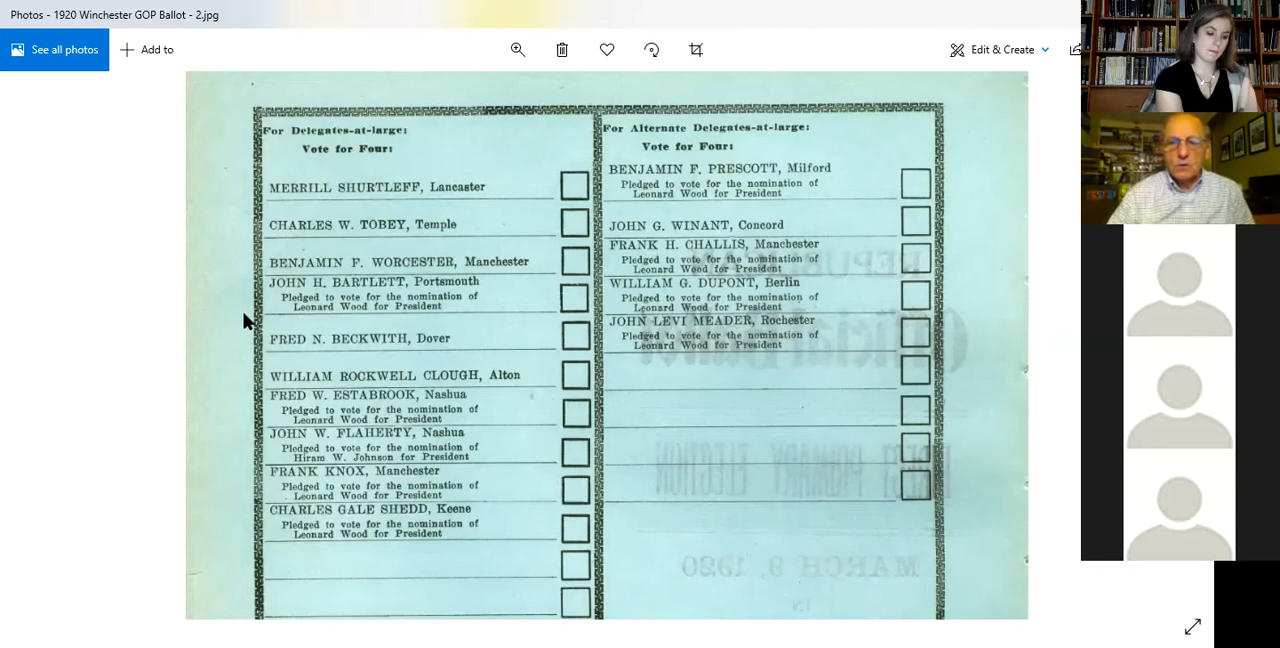 Photos - 1920 Winchester GOP Ballot - 2.jpg
See all photos
Add to
Edit & Create
For Delegates-at-large:
Vote for Four:
MERRILL SHURTLEFF, Lancaster
CHARLES W. TOBEY, Temple
BENJAMIN F. WORCESTER, Manchester
JOHN H. BARTLETT, Portsmouth
Pledged to vote for the nomination of
Leonard Wood for President
FRED N. BECKWITH, Dover
WILLIAM ROCKWELL CLOUGH, Alton
FRED W. ESTABROOK, Nashua
Pledged to vote for the nomination of
Leonard Wood for President
JOHN W. FLAHERTY, Nashua
Pledged to vote for the nomination of
Hiram W. Johnson for President
FRANK KNOX, Manchester
Pledged to vote for the nomination of
Leonard Wood for President
CHARLES GALE SHEDD, Keene
Pledged to vote for the nomination of
Leonard Wood for President
For Alternate Delegates-at-large:
Vote for Four:
BENJAMIN F. PRESCOTT, Milford
Pledged to vote for the nomination of
Leonard Wood for President
JOHN G. WINANT, Concord
FRANK H. CHALLIS, Manchester
Pledged to vote for the nomination of
Leonard Wood for President
WILLIAM G. DUPONT, Berlin
Pledged to vote for the nomination of
Leonard Wood for President
JOHN LEVI MEADER, Rochester
Pledged to vote for the nomination of
Leonard Wood for President
REPUBLICAN
Official Ballot
ELECTION
MARCH 9, 1920
IN